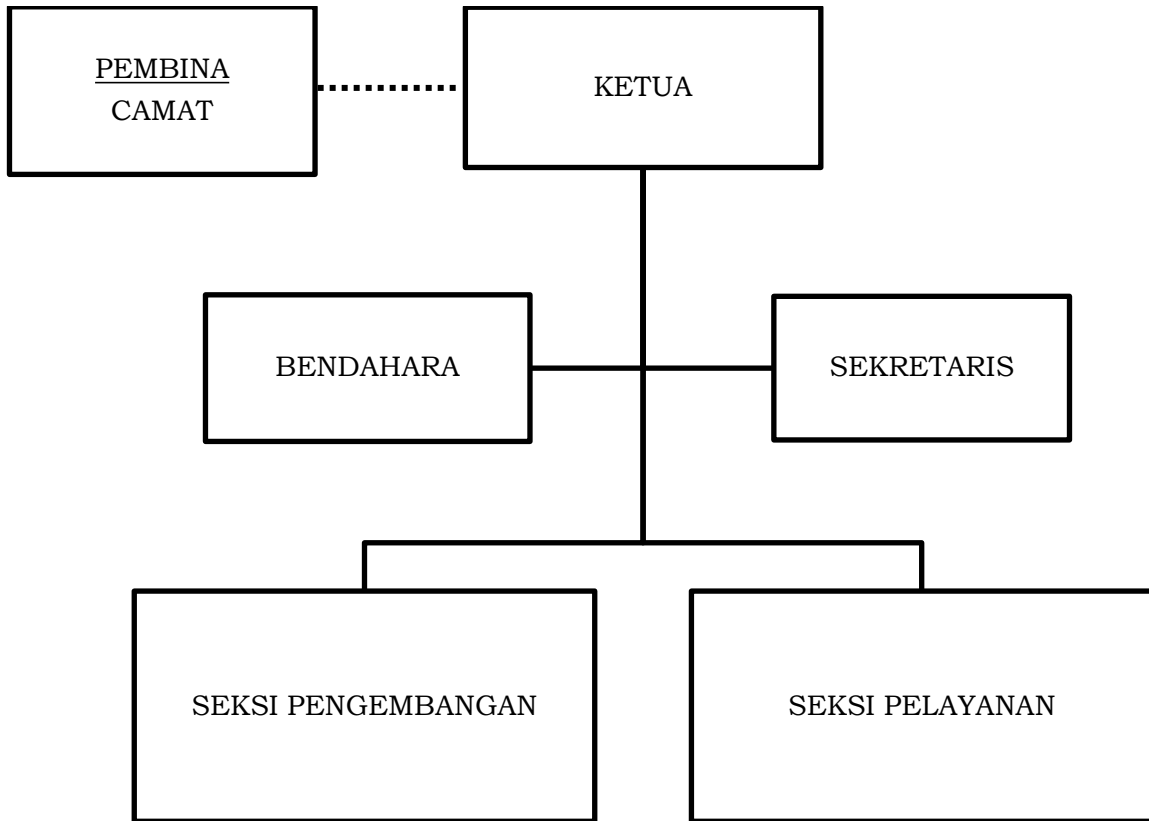 PEMBINA
CAMAT
KETUA
BENDAHARA
SEKRETARIS
SEKSI PENGEMBANGAN
SEKSI PELAYANAN